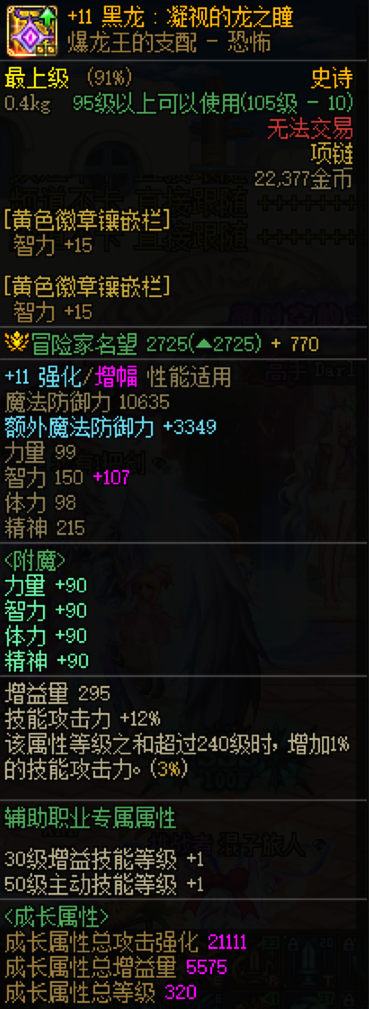 +11 黑龙：凝视的龙之瞳
爆龙王的支配 - 恐怖
最上级 (91%) 史诗
0.4kg 95级以上可以使用(105级 - 10)
无法交易
项链
22,377金币
[黄色徽章镶嵌栏]
智力 +15
[黄色徽章镶嵌栏]
智力 +15
冒险家名望 2725(▲2725) + 770
+11 强化/增幅 性能适用
魔法防御力 10635
额外魔法防御力 +3349
力量 99
智力 150 +107
体力 98
精神 215
<附魔>
力量 +90
智力 +90
体力 +90
精神 +90
增益量 295
技能攻击力 +12%
该属性等级之和超过240级时，增加1%
的技能攻击力。(3%)
辅助职业专属属性
30级增益技能等级 +1
50级主动技能等级 +1
<成长属性>
成长属性总攻击强化 21111
成长属性总增益量 5575
成长属性总等级 320